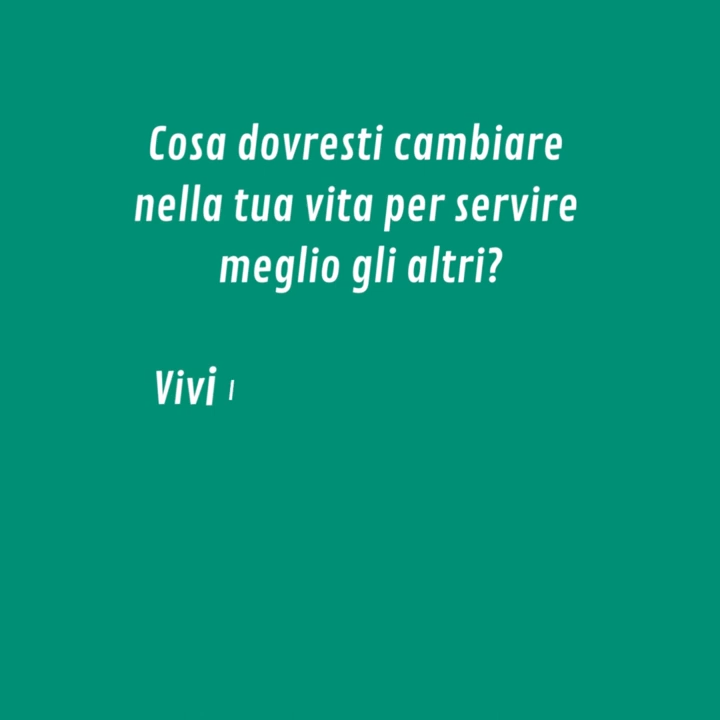 Cosa dovresti cambiare
nella tua vita per servire
meglio gli altri?
Vivi